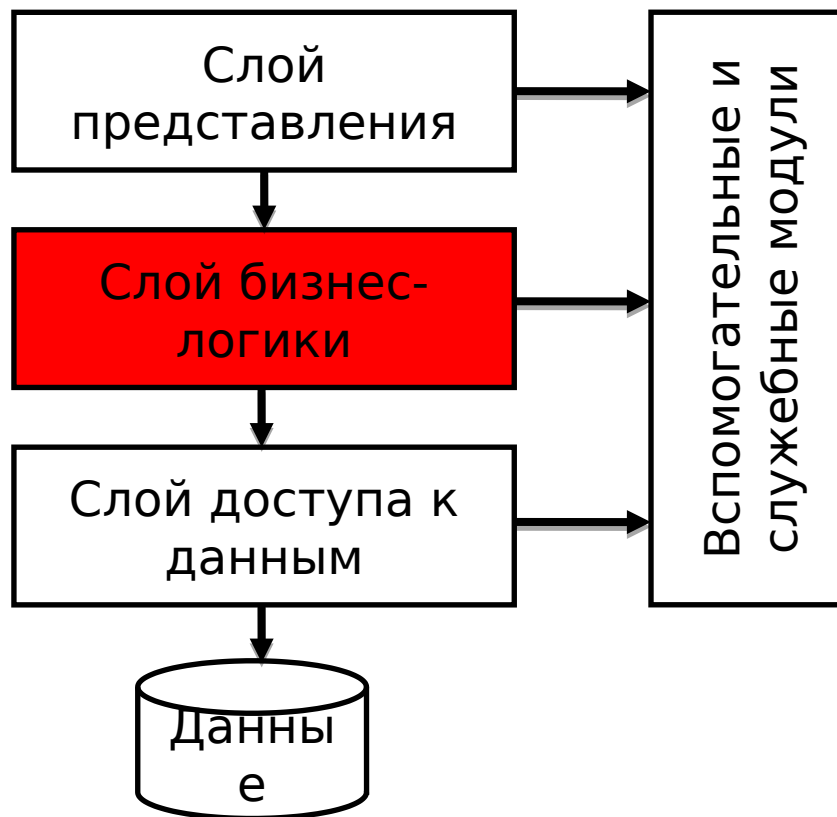 Слой
представления
Слой бизнес-
логики
Слой доступа к
данным
Данны
е
Вспомогательные и
служебные модули